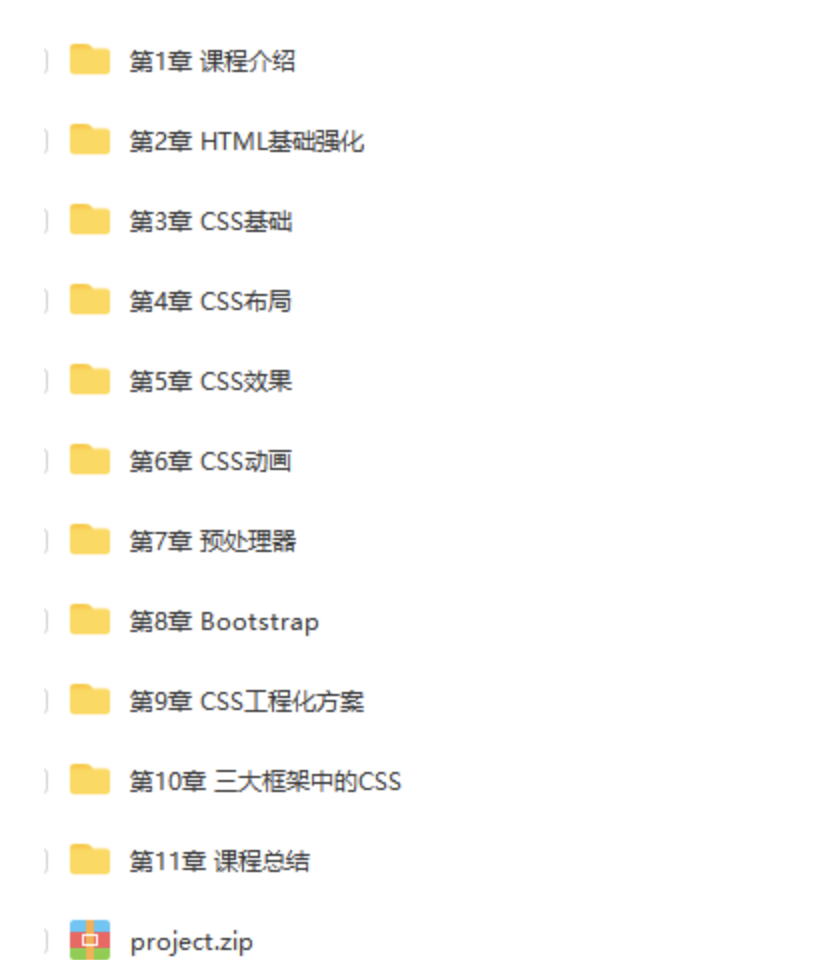 第1章 课程介绍
第2章 HTML基础强化
第3章 CSS基础
第4章 CSS布局
第5章 CSS效果
第6章 CSS动画
第7章 预处理器
第8章 Bootstrap
第9章 CSS工程化方案
第10章 三大框架中的CSS
第11章 课程总结
project.zip